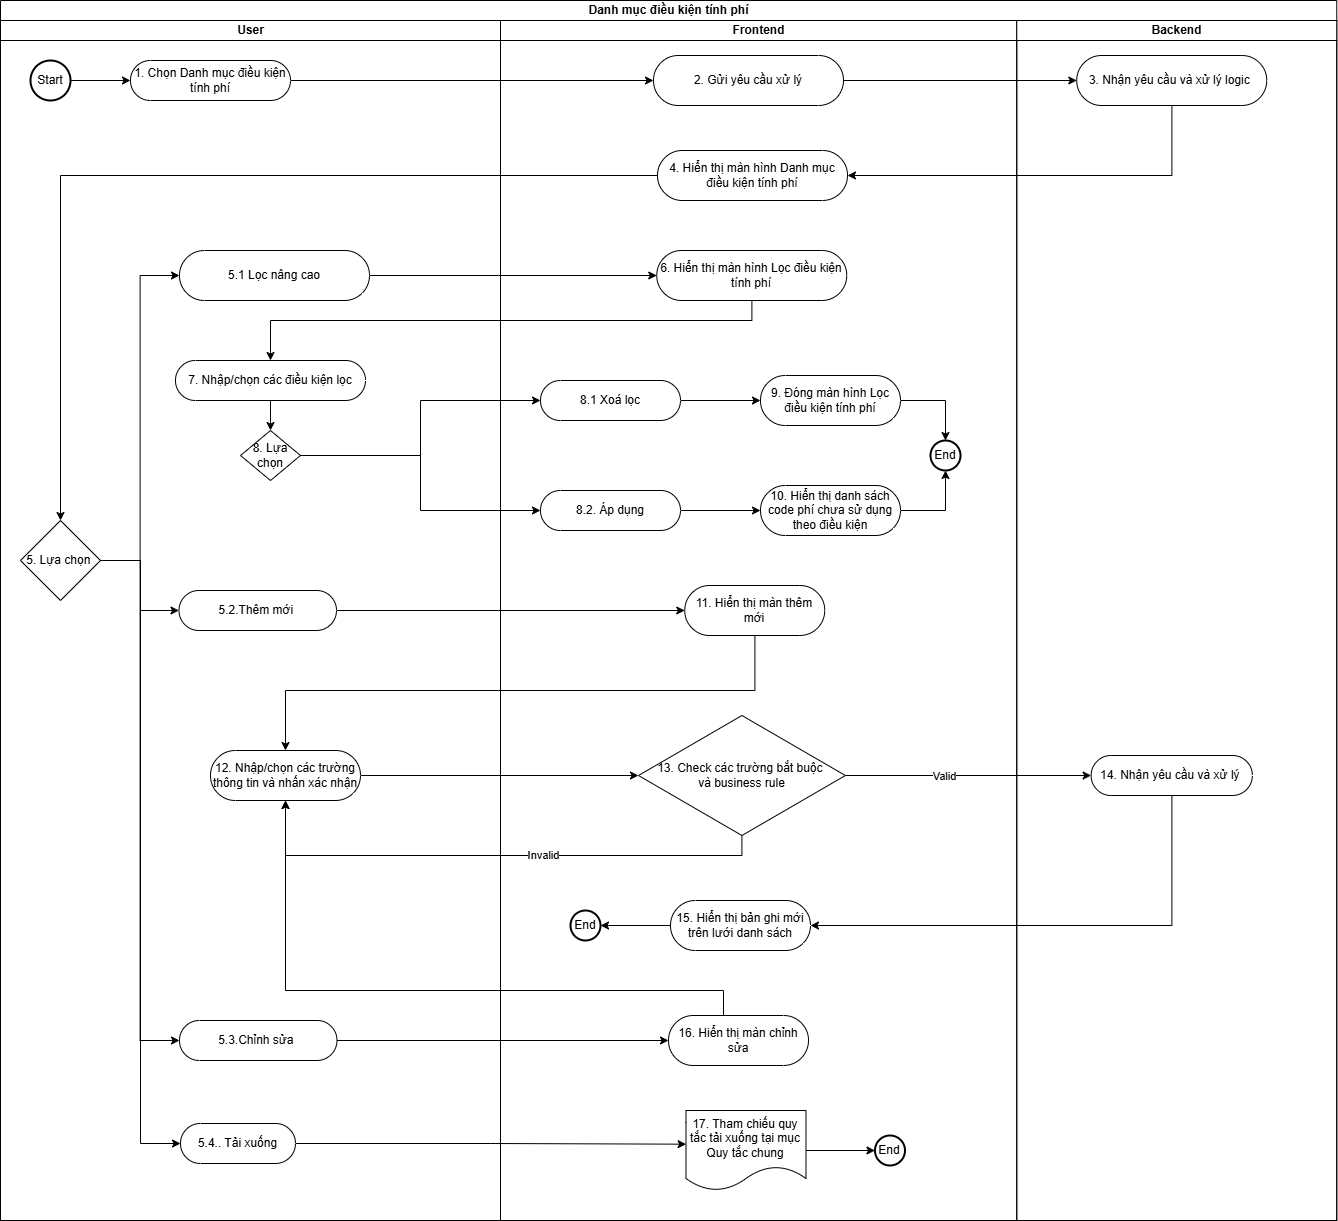 Danh mục điều kiện tính phí
User
Frontend
Backend
Start
1. Chọn Danh mục điều kiện
tính phí
2. Gửi yêu cầu xử lý
3. Nhận yêu cầu và xử lý logic
4. Hiển thị màn hình Danh mục
điều kiện tính phí
5.1 Lọc nâng cao
6. Hiển thị màn hình Lọc điều kiện
tính phí
7. Nhập/chọn các điều kiện lọc
8. Lựa
chọn
8.1 Xoá lọc
9. Đóng màn hình Lọc
điều kiện tính phí
End
8.2. Áp dụng
10. Hiển thị danh sách
code phí chưa sử dụng
theo điều kiện
5. Lựa chọn
5.2.Thêm mới
11. Hiển thị màn thêm
mới
12. Nhập/chọn các trường
thông tin và nhấn xác nhận
13. Check các trường bắt buộc
và business rule
Valid
14. Nhận yêu cầu và xử lý
Invalid
End
15. Hiển thị bản ghi mới
trên lưới danh sách
5.3.Chỉnh sửa
16. Hiển thị màn chỉnh
sửa
5.4.. Tải xuống
17. Tham chiếu quy
tắc tải xuống tại mục
Quy tắc chung
End